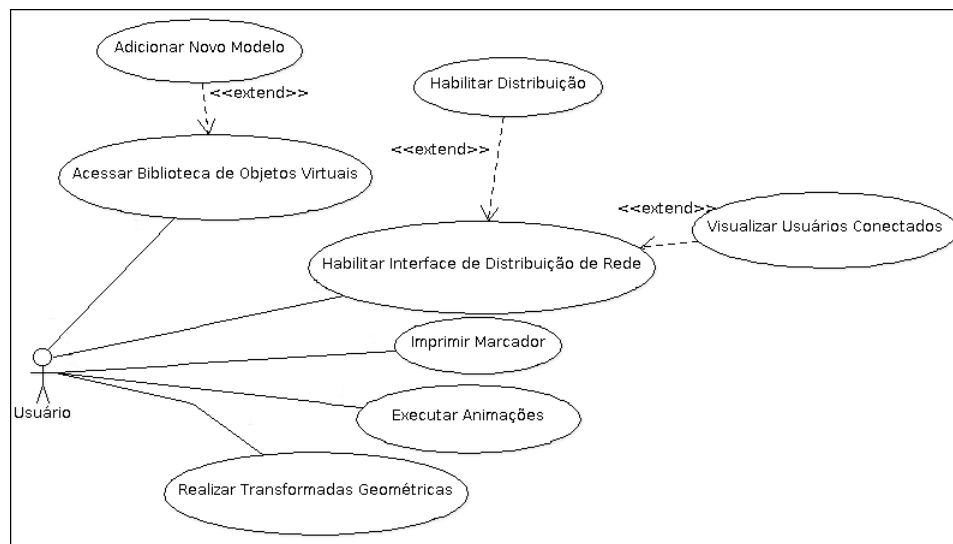 Adicionar Novo Modelo
<<extend>>
Habilitar Distribuição
<<extend>>
Acessar Biblioteca de Objetos Virtuais
<<extend>>
Visualizar Usuários Conectados
Habilitar Interface de Distribuição de Rede
Imprimir Marcador
Usuário
Executar Animações
Realizar Transformadas Geométricas